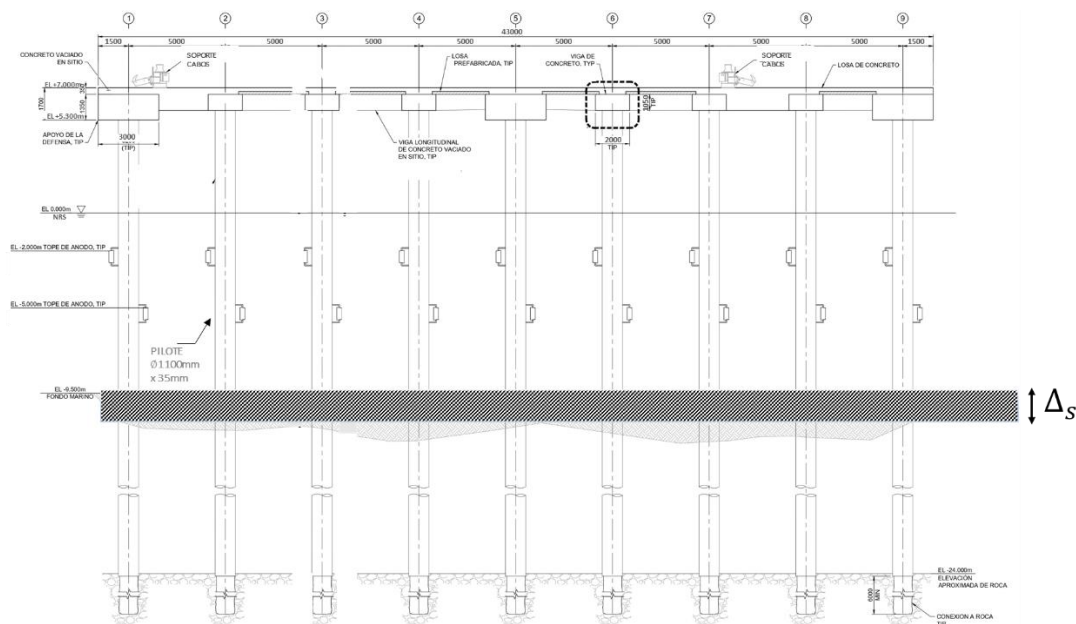 1 2 3 4 5 6 7 8 9
43000
1500 5000 5000 5000 5000 5000 5000 5000 5000 1500
CONCRETO VACIADO
EN SITIO
SOPORTE
CABOS
LOSA
PREFABRICADA, TIP
VIGA DE
CONCRETO, TYP
SOPORTE
CABOS
LOSA DE CONCRETO
EL +7.000m
1700
1350
EL +5.300m
1050
TIP
APOYO DE LA
DEFENSA, TIP
3000
(TIP)
VIGA LONGITUDINAL
DE CONCRETO VACIADO
EN SITIO, TIP
2000
TIP
EL 0.000m
NRS
EL -2.000m TOPE DE ANODO, TIP
EL -5.000m TOPE DE ANODO, TIP
PILOTE
Ø1100mm
x 35mm
EL -9.500m
FONDO MARINO
Δs
EL -24.000m
ELEVACIÓN
APROXIMADA DE ROCA
6000
MIN
CONEXION A ROCA